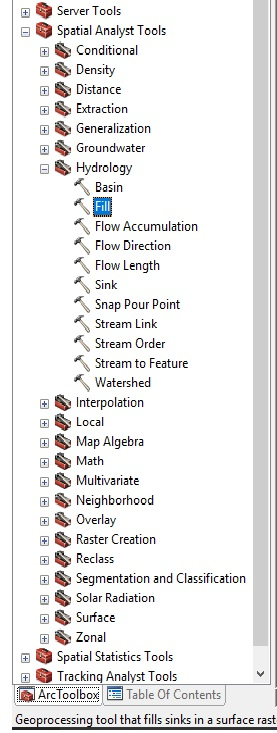 Server Tools
Spatial Analyst Tools
Conditional
Density
Distance
Extraction
Generalization
Groundwater
Hydrology
Basin
Fill
Flow Accumulation
Flow Direction
Flow Length
Sink
Snap Pour Point
Stream Link
Stream Order
Stream to Feature
Watershed
Interpolation
Local
Map Algebra
Math
Multivariate
Neighborhood
Overlay
Raster Creation
Reclass
Segmentation and Classification
Solar Radiation
Surface
Zonal
Spatial Statistics Tools
Tracking Analyst Tools
ArcToolbox Table Of Contents
Geoprocessing tool that fills sinks in a surface rast